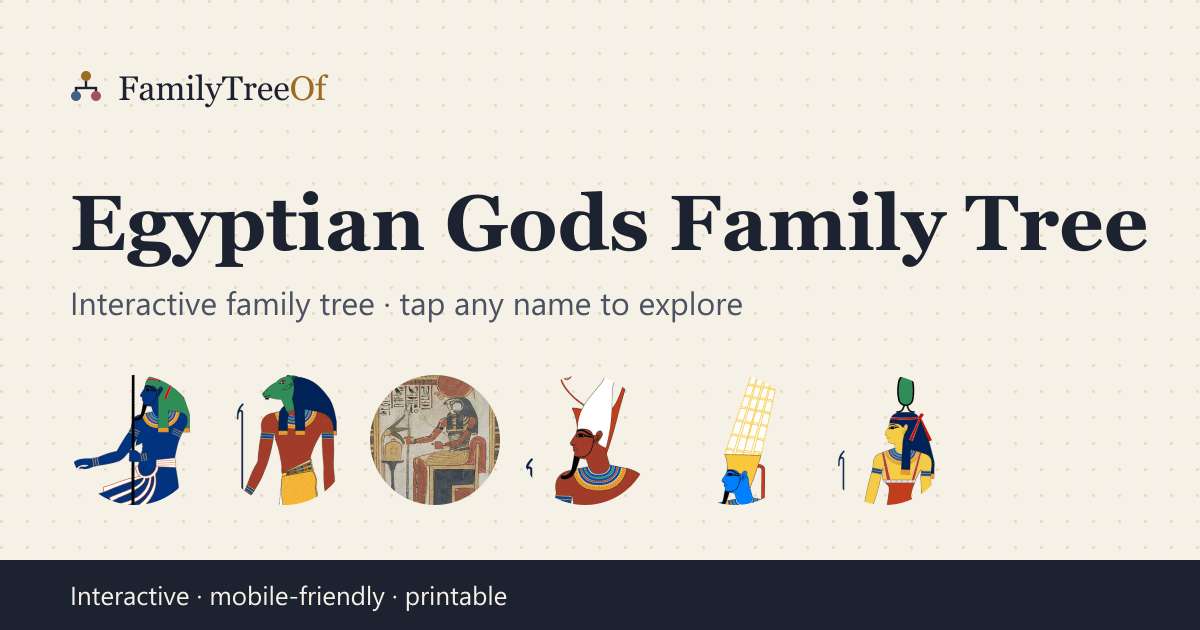 FamilyTreeOf
Egyptian Gods Family Tree
Interactive family tree · tap any name to explore
Interactive · mobile-friendly · printable